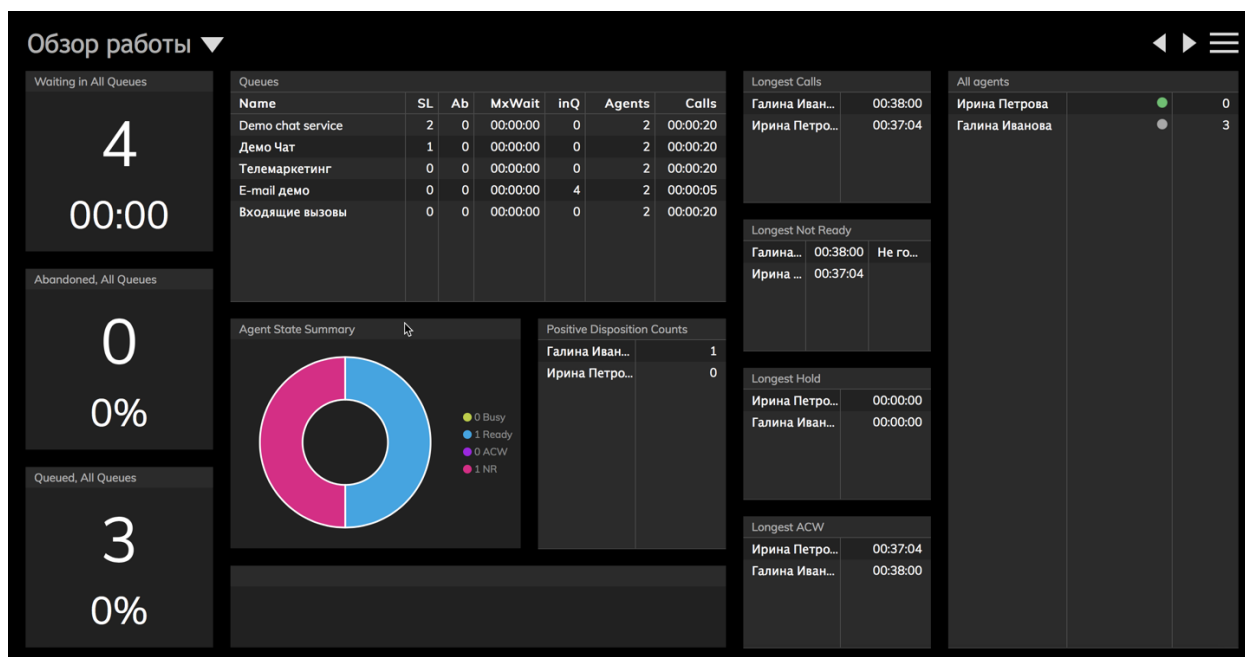 Обзор работы
Waiting in All Queues
4
00:00
Abandoned, All Queues
0
0%
Queued, All Queues
3
0%
Queues
Name SL Ab MxWait inQ Agents Calls
Demo chat service 2 0 00:00:00 0 2 00:00:20
Демо Чат 1 0 00:00:00 0 2 00:00:20
Телемаркетинг 0 0 00:00:00 0 2 00:00:20
E-mail демо 0 0 00:00:00 4 2 00:00:05
Входящие вызовы 0 0 00:00:00 0 2 00:00:20
Agent State Summary
0 Busy
1 Ready
0 ACW
1 NR
Positive Disposition Counts
Галина Иван... 1
Ирина Петро... 0
Longest Calls
Галина Иван... 00:38:00
Ирина Петро... 00:37:04
Longest Not Ready
Галина... 00:38:00 Не го...
Ирина ... 00:37:04
Longest Hold
Ирина Петро... 00:00:00
Галина Иван... 00:00:00
Longest ACW
Ирина Петро... 00:37:04
Галина Иван... 00:38:00
All agents
Ирина Петрова 0
Галина Иванова 3